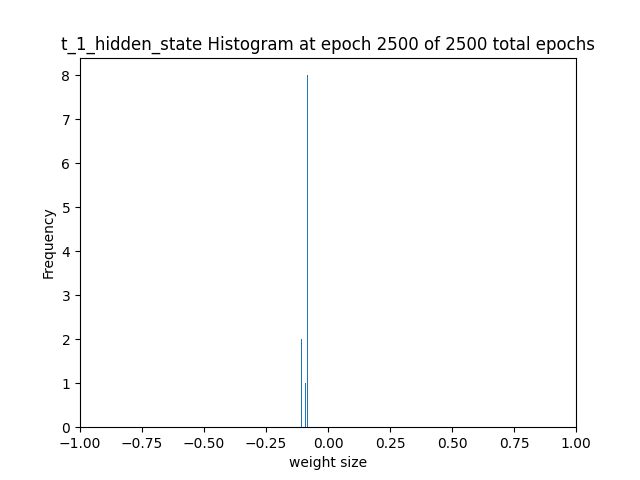 t_1_hidden_state Histogram at epoch 2500 of 2500 total epochs
8
7
6
5
4
3
2
1
0
Frequency
−1.00 −0.75 −0.50 −0.25 0.00 0.25 0.50 0.75 1.00
weight size